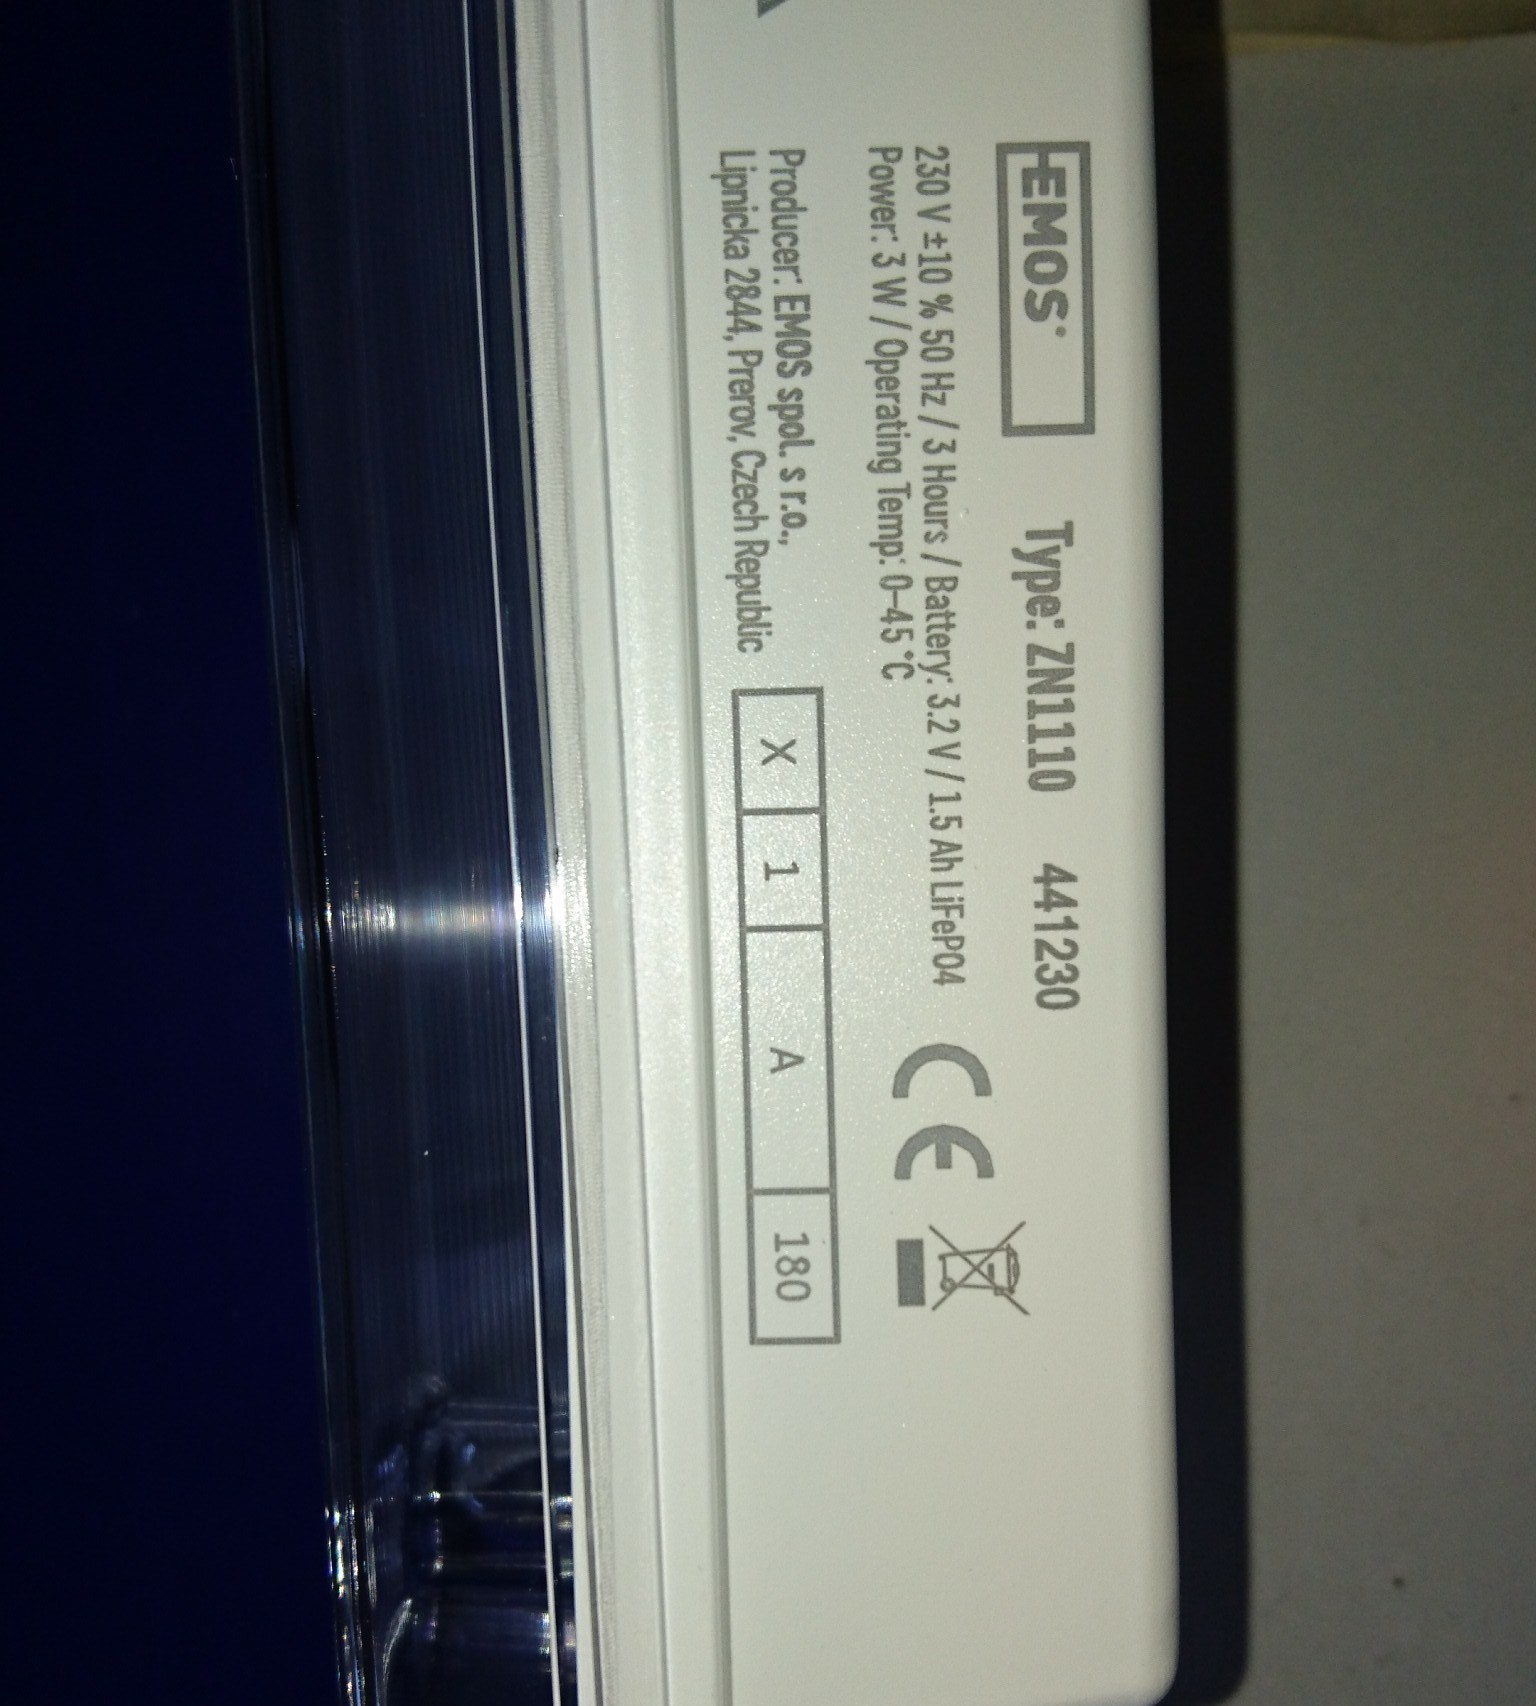 EMOS®
Type: ZN1110 441230
230 V ±10 % 50 Hz / 3 Hours / Battery: 3.2 V / 1.5 Ah LiFePO4
Power: 3 W / Operating Temp: 0–45 °C
CE
Producer: EMOS spol. s r.o.,
Lipnicka 2844, Prerov, Czech Republic
X 1 A 180